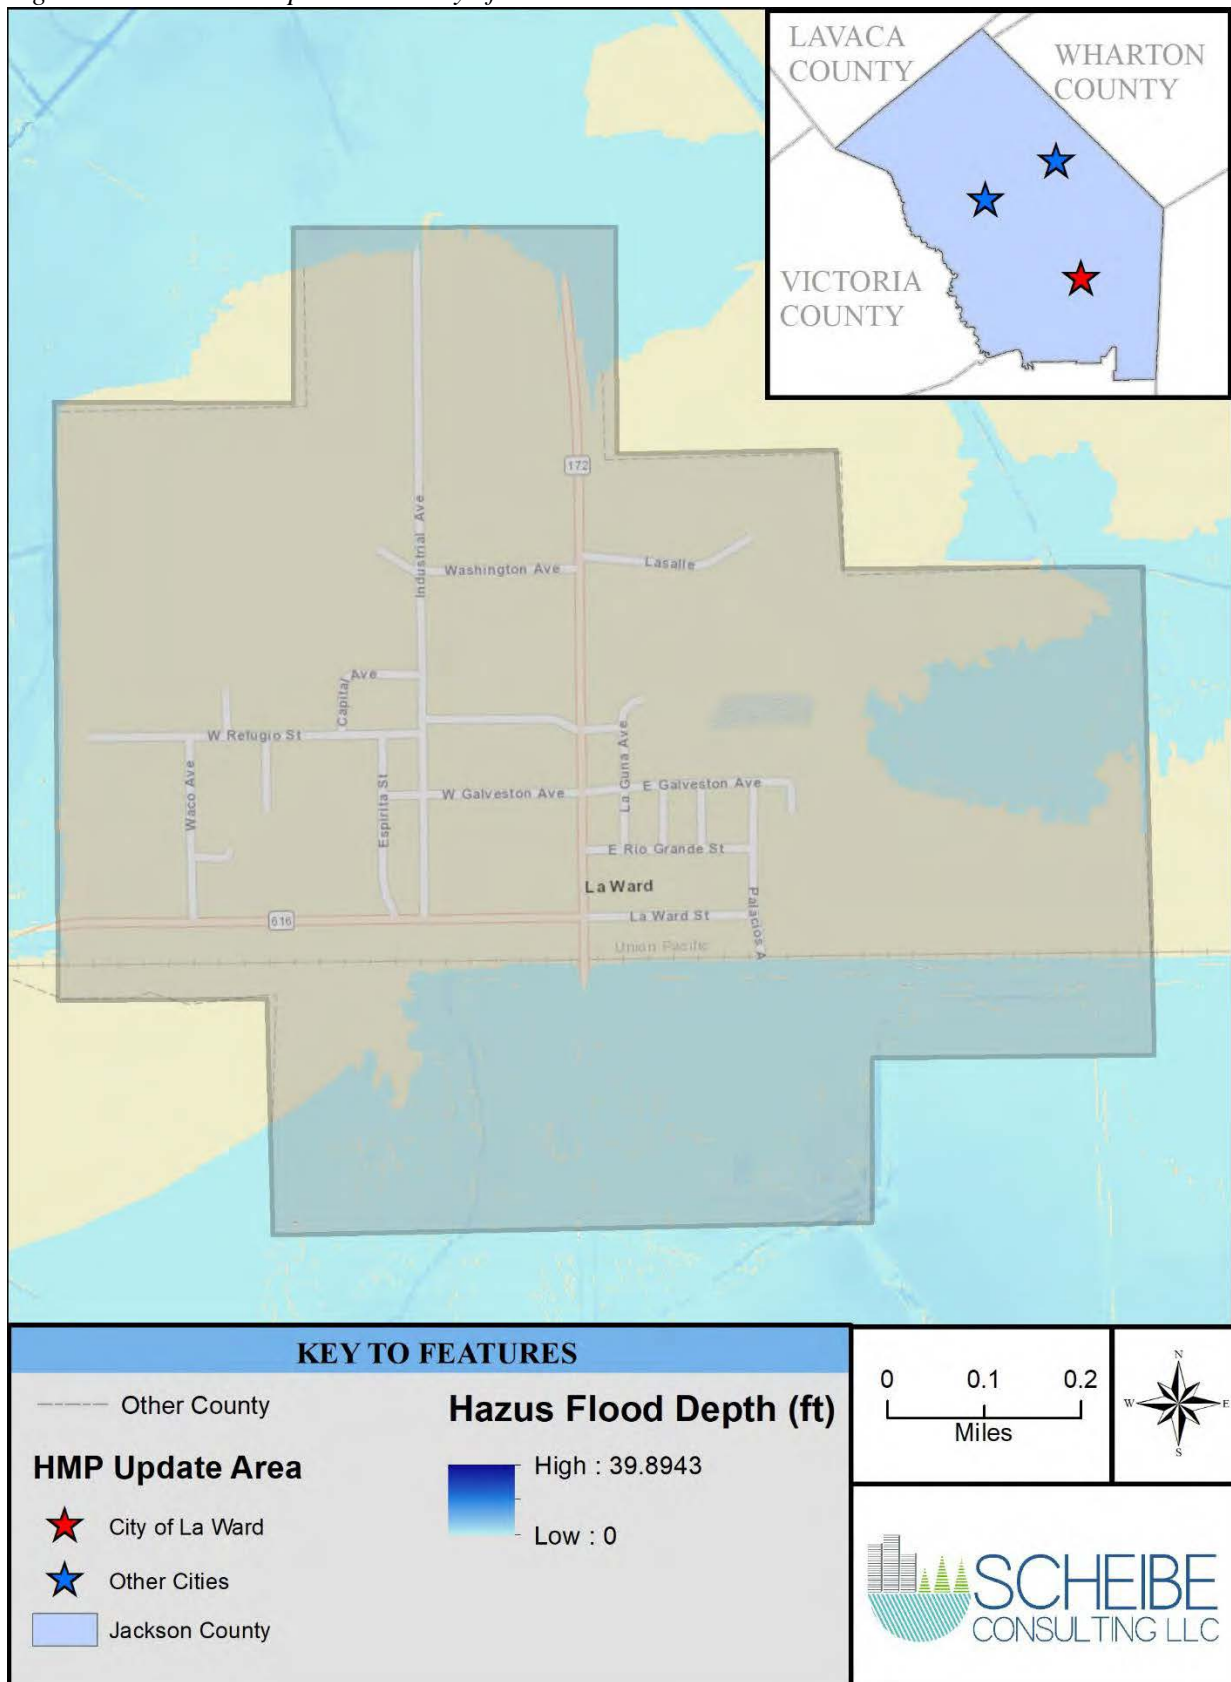 LAVACA
COUNTY
WHARTON
COUNTY
VICTORIA
COUNTY
172
Industrial Ave
Washington Ave
Lasalle
Capital Ave
W Refugio St
La Guna Ave
Waco Ave
Espirita St
W Galveston Ave
E Galveston Ave
E Rio Grande St
La Ward
616
La Ward St
Palacios A
Union Pacific
KEY TO FEATURES
Other County
HMP Update Area
City of La Ward
Other Cities
Jackson County
Hazus Flood Depth (ft)
High : 39.8943
Low : 0
0 0.1 0.2
Miles
N
W E
S
SCHEIBE
CONSULTING LLC